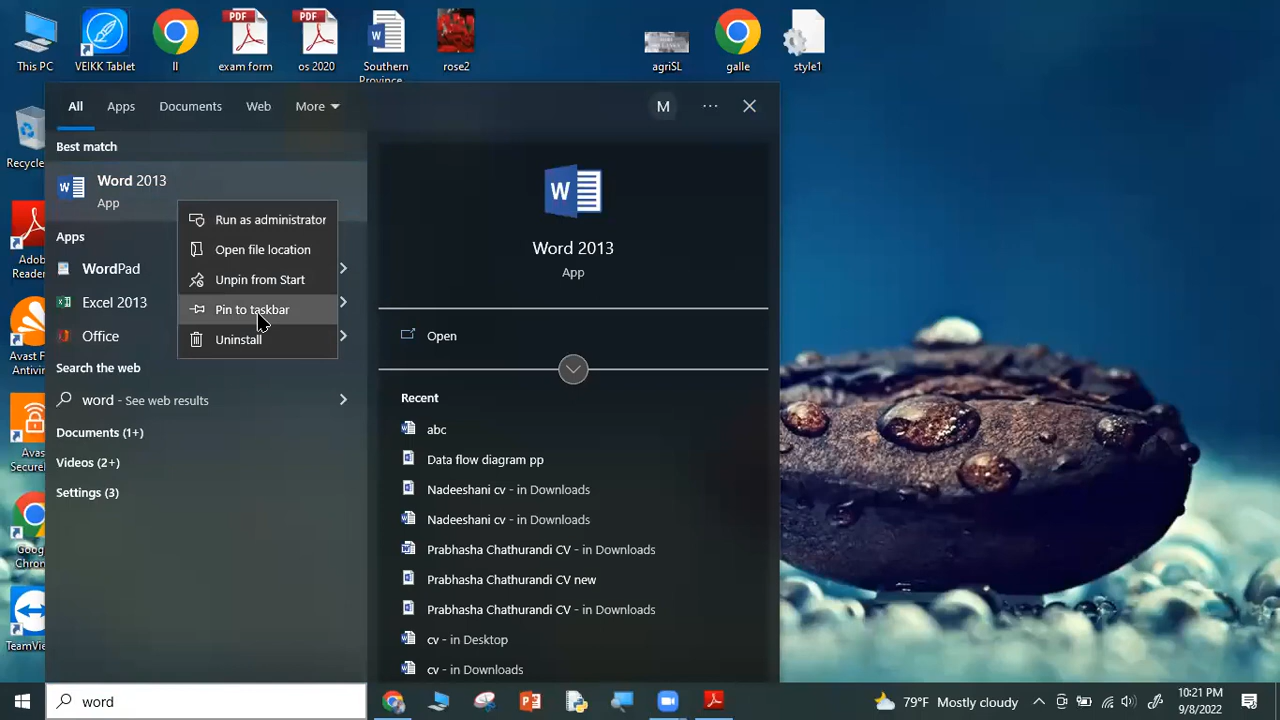 This PC
VEIKK Tablet
ll
exam form
os 2020
Southern
Province
rose2
agriSL
galle
style1
All
Apps
Documents
Web
More
M
Best match
Word 2013
App
Run as administrator
Open file location
Unpin from Start
Pin to taskbar
Uninstall
Apps
WordPad
Excel 2013
Office
Search the web
word - See web results
Documents (1+)
Videos (2+)
Settings (3)
Word 2013
App
Open
Recent
abc
Data flow diagram pp
Nadeeshani cv - in Downloads
Nadeeshani cv - in Downloads
Prabhasha Chathurandi CV - in Downloads
Prabhasha Chathurandi CV new
Prabhasha Chathurandi CV - in Downloads
cv - in Desktop
cv - in Downloads
Recycle
Adob
Reader
Avast F
Antivir
Avas
Secure
Goog
Chron
TeamVie
word
79°F Mostly cloudy
10:21 PM
9/8/2022